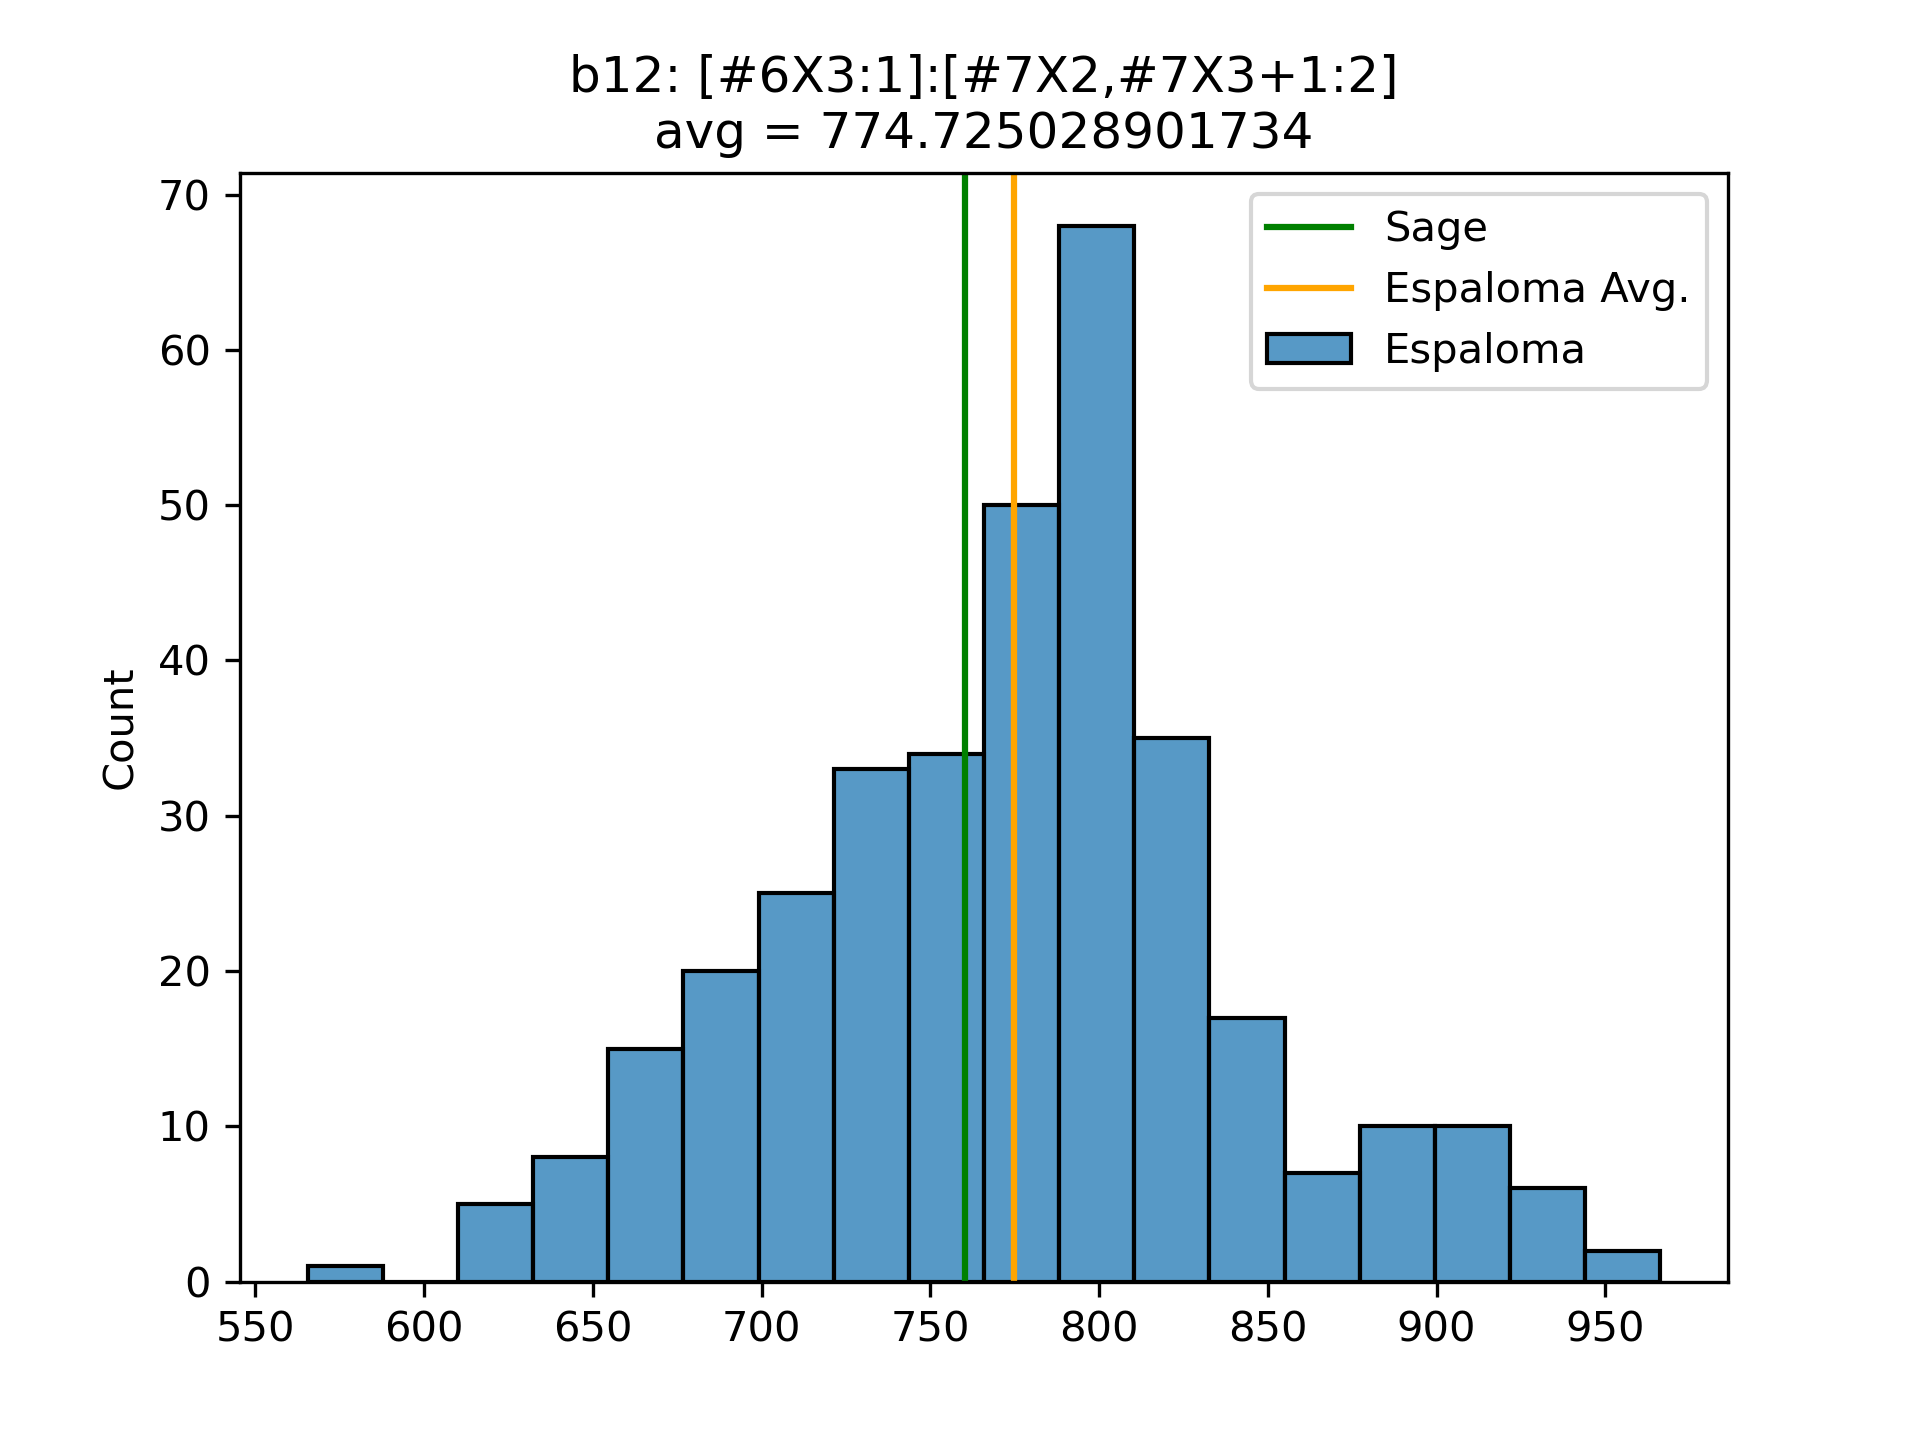 b12: [#6X3:1]:[#7X2,#7X3+1:2]
avg = 774.725028901734
Sage
Espaloma Avg.
Espaloma
Count
70
60
50
40
30
20
10
0
550 600 650 700 750 800 850 900 950